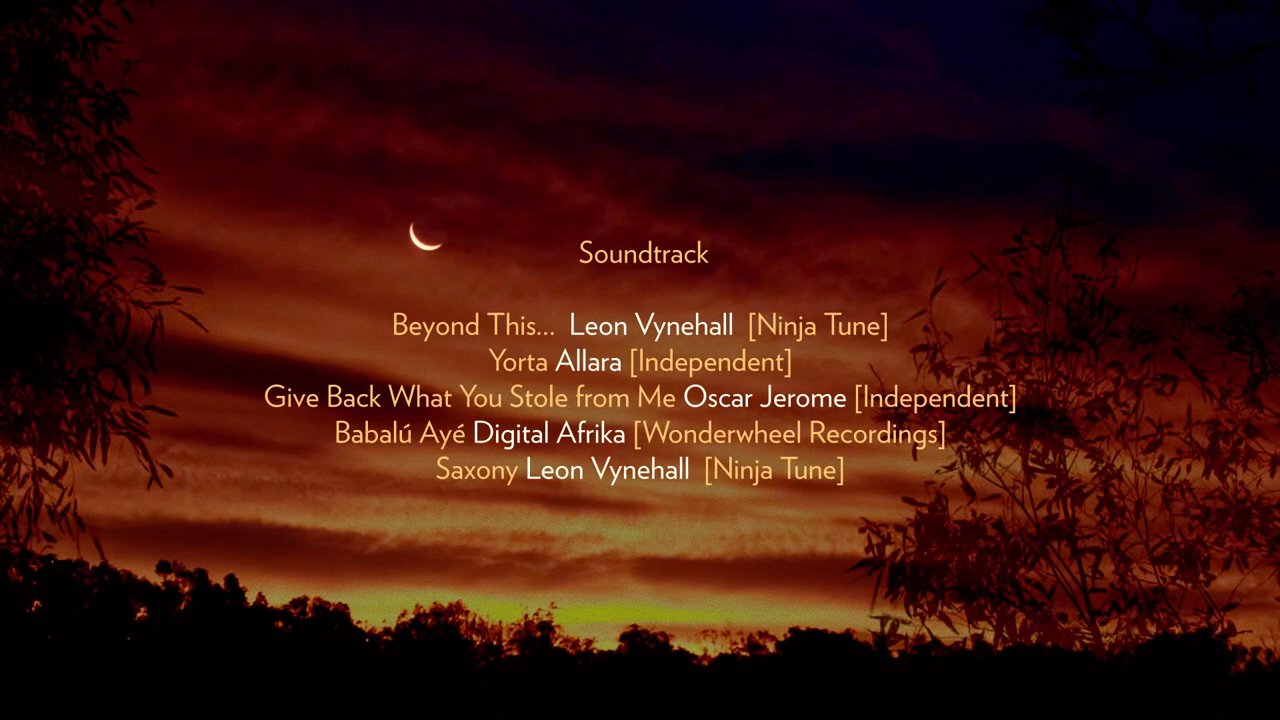 Soundtrack
Beyond This... Leon Vynehall [Ninja Tune]
Yorta Allara [Independent]
Give Back What You Stole from Me Oscar Jerome [Independent]
Babalú Ayé Digital Afrika [Wonderwheel Recordings]
Saxony Leon Vynehall [Ninja Tune]